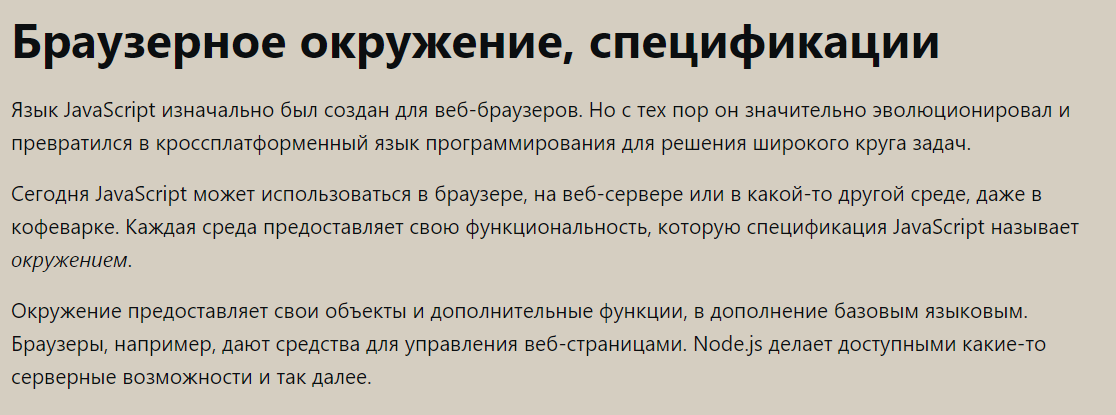 Браузерное окружение, спецификации
Язык JavaScript изначально был создан для веб-браузеров. Но с тех пор он значительно эволюционировал и
превратился в кроссплатформенный язык программирования для решения широкого круга задач.
Сегодня JavaScript может использоваться в браузере, на веб-сервере или в какой-то другой среде, даже в
кофеварке. Каждая среда предоставляет свою функциональность, которую спецификация JavaScript называет
окружением.
Окружение предоставляет свои объекты и дополнительные функции, в дополнение базовым языковым.
Браузеры, например, дают средства для управления веб-страницами. Node.js делает доступными какие-то
серверные возможности и так далее.